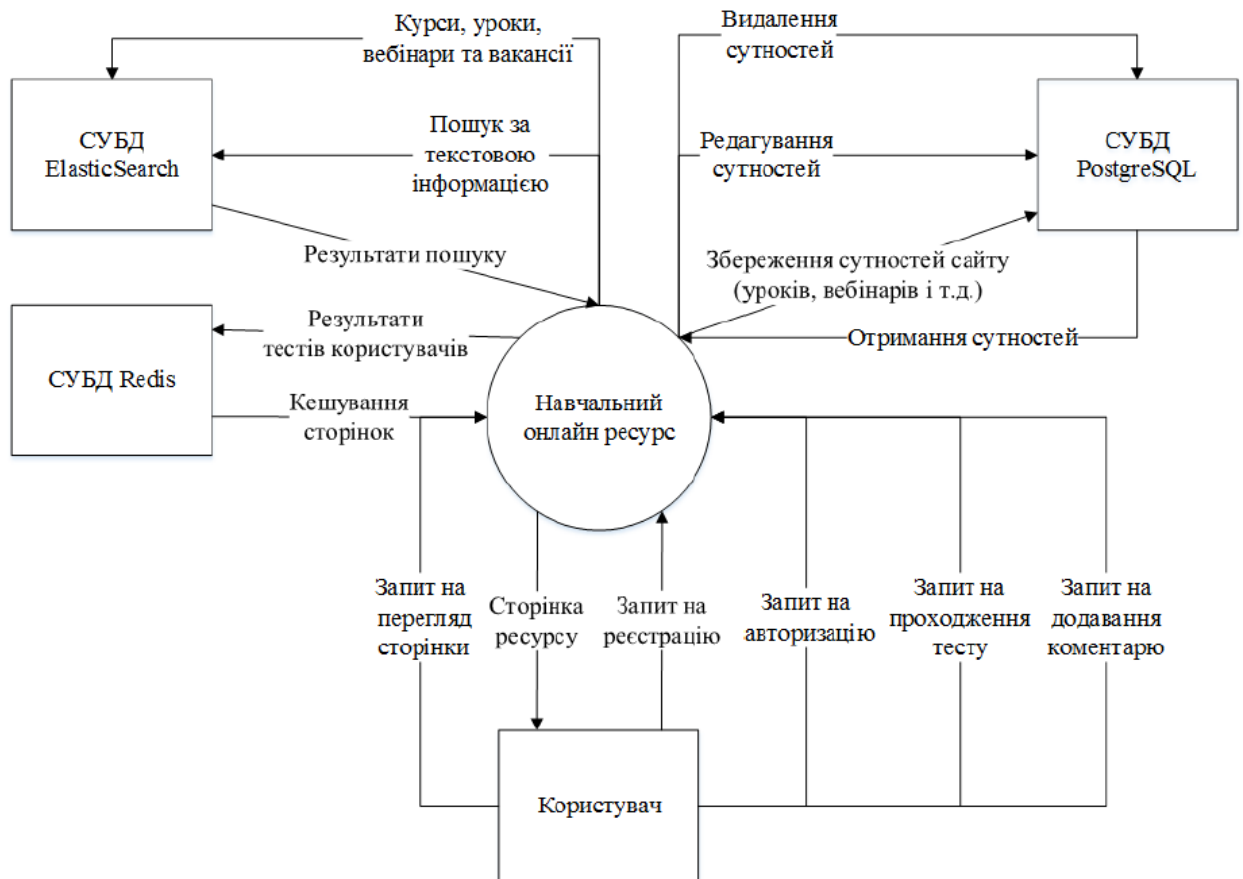 Курси, уроки,
вебінари та вакансії
Видалення
сутностей
СУБД
ElasticSearch
Пошук за
текстовою
інформацією
Редагування
сутностей
СУБД
PostgreSQL
Результати пошуку
Збереження сутностей сайту
(уроків, вебінарів і т.д.)
Результати
тестів користувачів
Отримання сутностей
СУБД Redis
Кешування
сторінок
Навчальний
онлайн ресурс
Запит на
перегляд
сторінки
Сторінка
ресурсу
Запит на
реєстрацію
Запит на
авторизацію
Запит на
проходження
тесту
Запит на
додавання
коментарю
Користувач